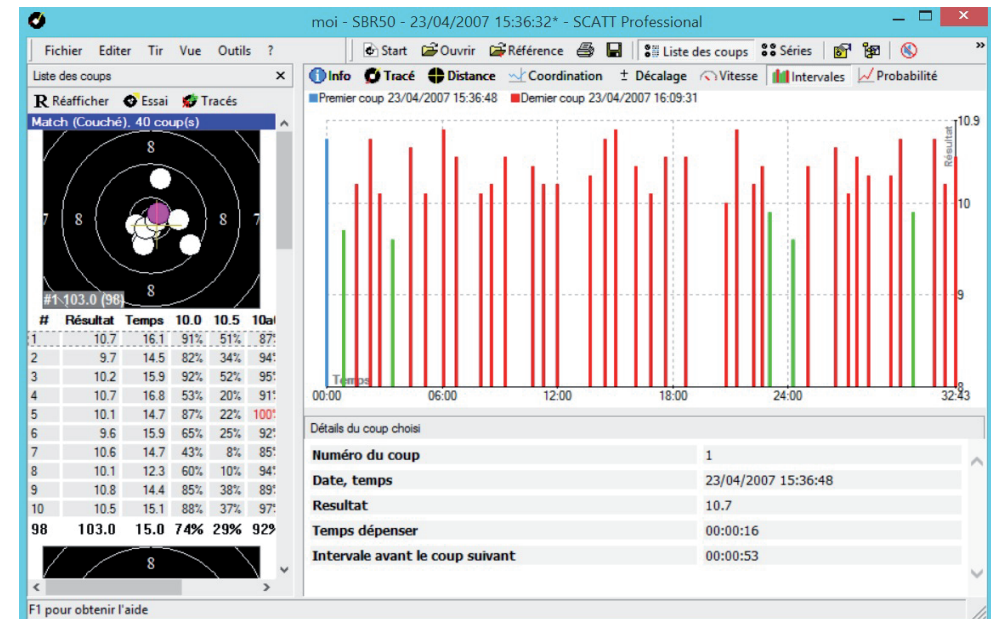 moi - SBR50 - 23/04/2007 15:36:32* - SCATT Professional
Fichier Editer Tir Vue Outils ?
Start Ouvrir Référence Liste des coups Séries »
Liste des coups
R Réafficher Essai Tracés
Match (Couché), 40 coup(s)
8
7 8 8 7
8
#1 103.0 (98)
# Résultat Temps 10.0 10.5 10a
1 10.7 16.1 91% 51% 87
2 9.7 14.5 82% 34% 94
3 10.2 15.9 92% 52% 95
4 10.7 16.8 53% 20% 91
5 10.1 14.7 87% 22% 100
6 9.6 15.9 65% 25% 92
7 10.6 14.7 43% 8% 85
8 10.1 12.3 60% 10% 94
9 10.8 14.4 85% 38% 89
10 10.5 15.1 88% 37% 97
98 103.0 15.0 74% 29% 92
8
Info Tracé Distance Coordination ± Décalage Vitesse Intervales Probabilité
Premier coup 23/04/2007 15:36:48 Dernier coup 23/04/2007 16:09:31
10.9
Résultat
10
9
8
Temps
00:00 06:00 12:00 18:00 24:00 32:43
Détails du coup choisi
Numéro du coup 1
Date, temps 23/04/2007 15:36:48
Resultat 10.7
Temps dépenser 00:00:16
Intervale avant le coup suivant 00:00:53
F1 pour obtenir l'aide